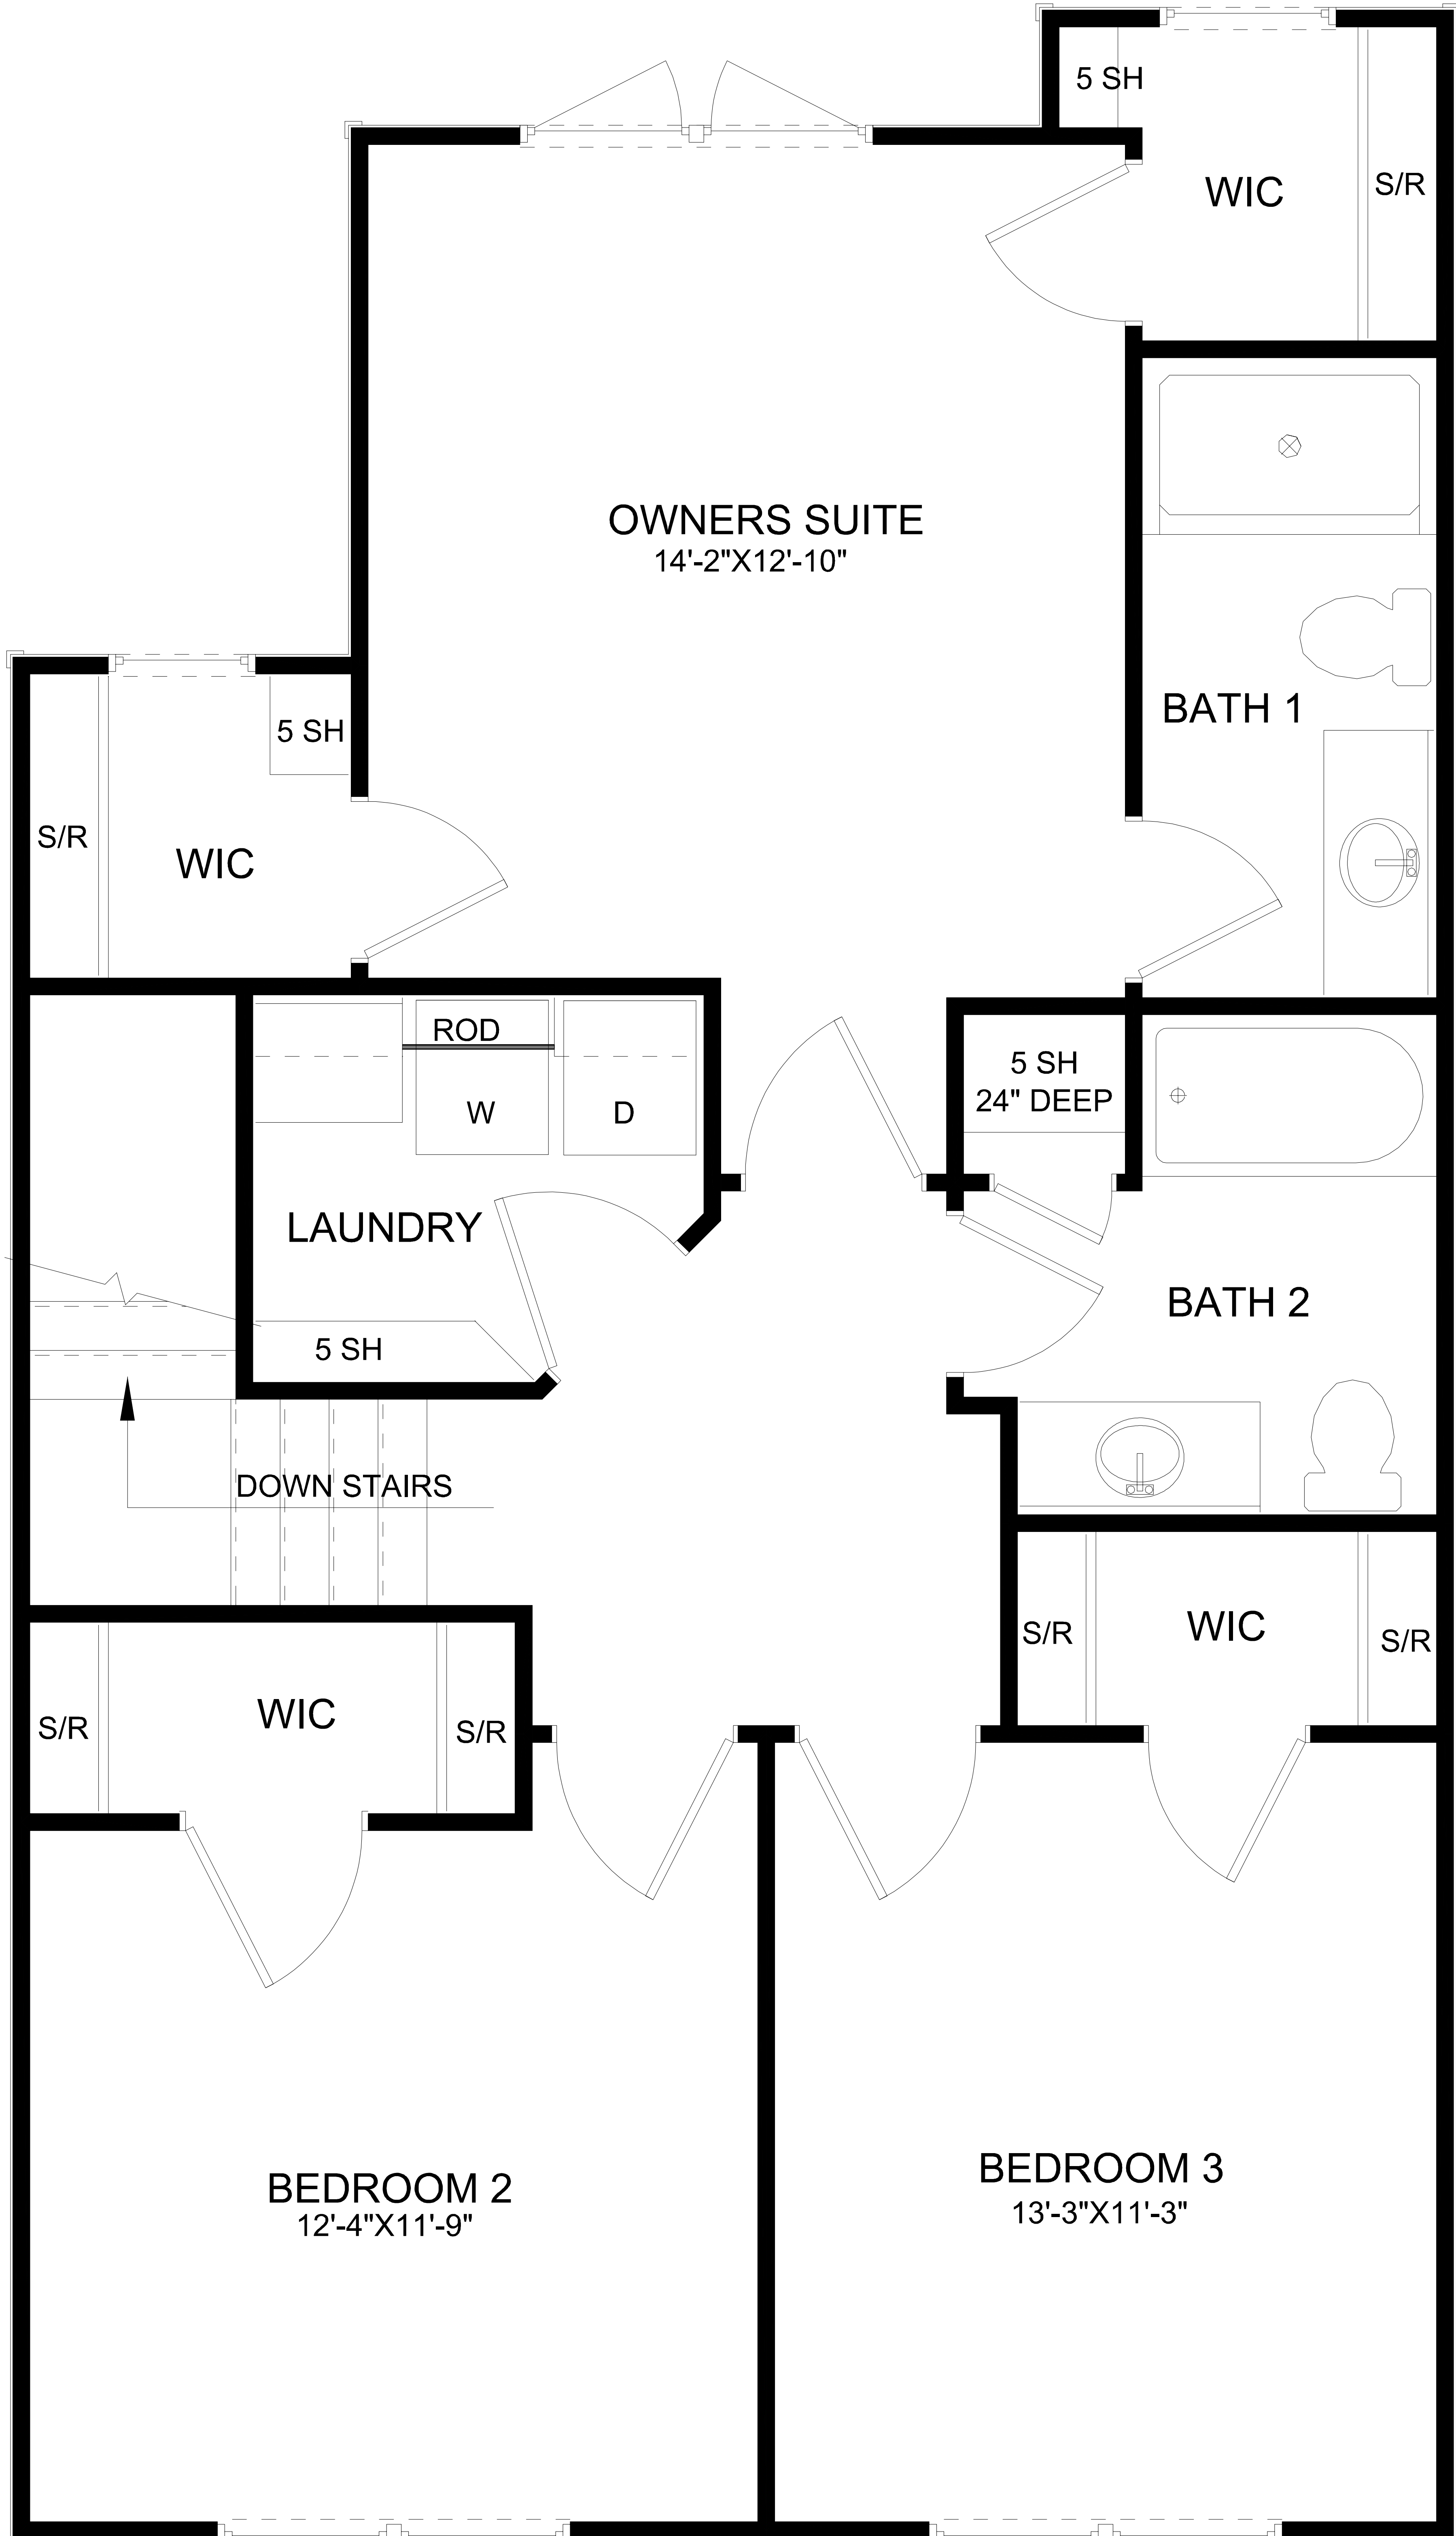 5 SH
WIC
S/R
OWNERS SUITE
14'-2"X12'-10"
BATH 1
5 SH
S/R
WIC
ROD
W
D
5 SH
24" DEEP
LAUNDRY
BATH 2
5 SH
DOWN STAIRS
S/R
WIC
S/R
S/R
WIC
S/R
BEDROOM 2
12'-4"X11'-9"
BEDROOM 3
13'-3"X11'-3"